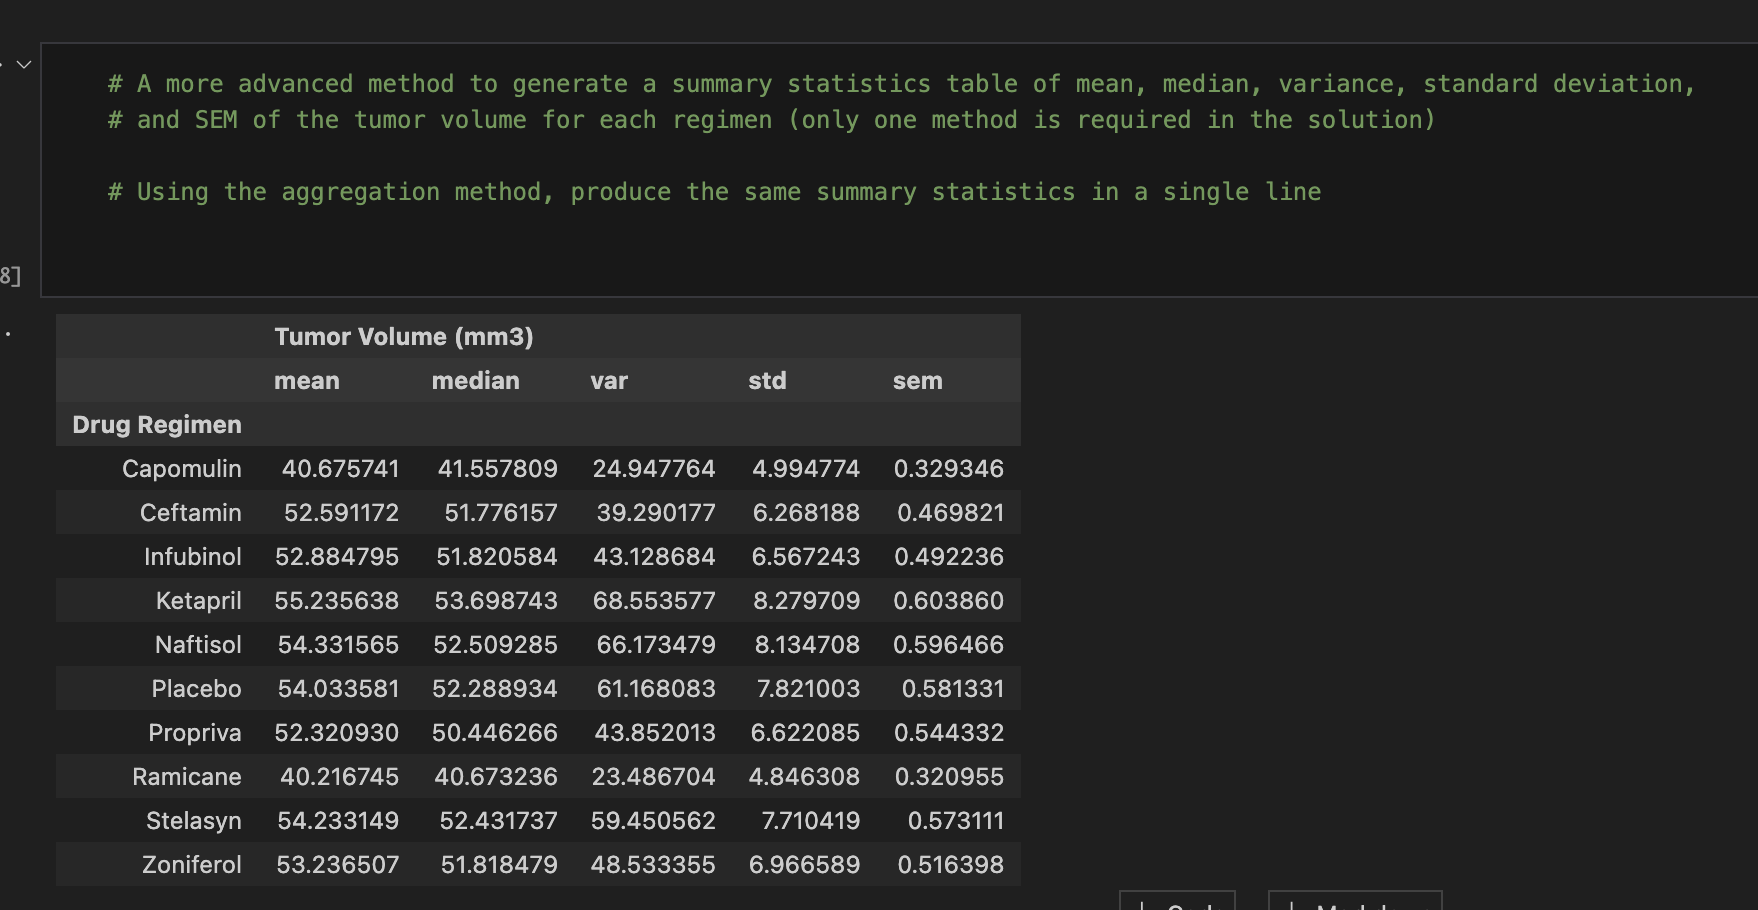 # A more advanced method to generate a summary statistics table of mean, median, variance, standard deviation,
# and SEM of the tumor volume for each regimen (only one method is required in the solution)
# Using the aggregation method, produce the same summary statistics in a single line
8]
Tumor Volume (mm3)
mean median var std sem
Drug Regimen
Capomulin 40.675741 41.557809 24.947764 4.994774 0.329346
Ceftamin 52.591172 51.776157 39.290177 6.268188 0.469821
Infubinol 52.884795 51.820584 43.128684 6.567243 0.492236
Ketapril 55.235638 53.698743 68.553577 8.279709 0.603860
Naftisol 54.331565 52.509285 66.173479 8.134708 0.596466
Placebo 54.033581 52.288934 61.168083 7.821003 0.581331
Propriva 52.320930 50.446266 43.852013 6.622085 0.544332
Ramicane 40.216745 40.673236 23.486704 4.846308 0.320955
Stelasyn 54.233149 52.431737 59.450562 7.710419 0.573111
Zoniferol 53.236507 51.818479 48.533355 6.966589 0.516398